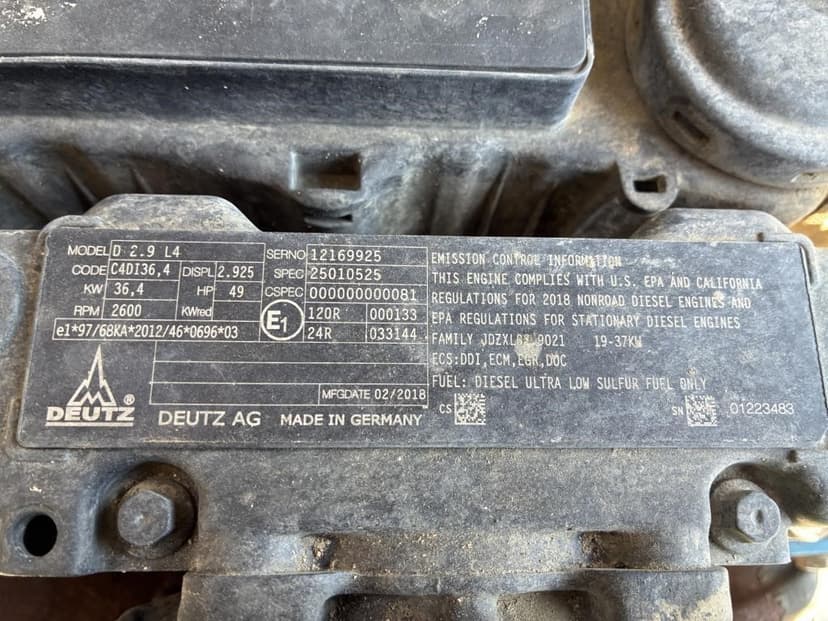 MODEL D 2.9 L4
CODE C4DI36,4 DISPL 2.925
KW 36,4 HP 49
RPM 2600 KWred
e1*97/68KA*2012/46*0696*03
SERNO 12169925
SPEC 25010525
CSPEC 000000000081
E1 120R 000133
24R 033144
MFGDATE 02/2018
DEUTZ®
DEUTZ AG MADE IN GERMANY
EMISSION CONTROL INFORMATION
THIS ENGINE COMPLIES WITH U.S. EPA AND CALIFORNIA
REGULATIONS FOR 2018 NONROAD DIESEL ENGINES AND
EPA REGULATIONS FOR STATIONARY DIESEL ENGINES
FAMILY 19-37KW
ECS:DDI,ECM,EGR,DOC
FUEL: DIESEL ULTRA LOW SULFUR FUEL ONLY
CS SN 01223483